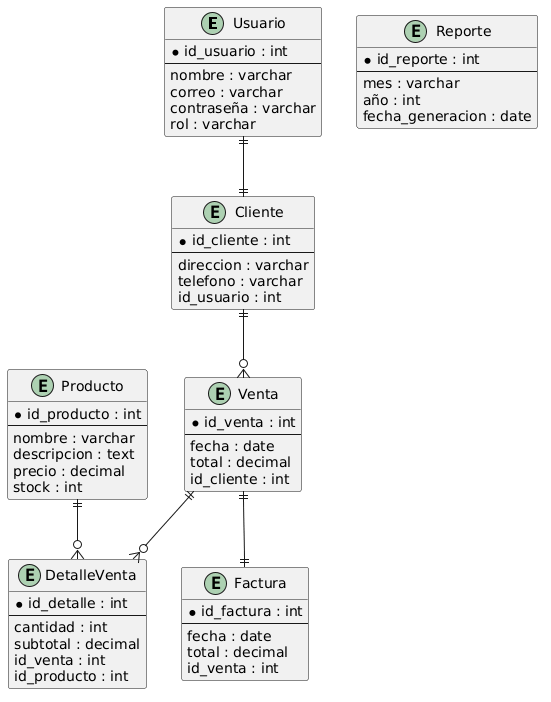 E Usuario
* id_usuario : int
nombre : varchar
correo : varchar
contraseña : varchar
rol : varchar
E Reporte
* id_reporte : int
mes : varchar
año : int
fecha_generacion : date
E Cliente
* id_cliente : int
direccion : varchar
telefono : varchar
id_usuario : int
E Producto
* id_producto : int
nombre : varchar
descripcion : text
precio : decimal
stock : int
E Venta
* id_venta : int
fecha : date
total : decimal
id_cliente : int
E DetalleVenta
* id_detalle : int
cantidad : int
subtotal : decimal
id_venta : int
id_producto : int
E Factura
* id_factura : int
fecha : date
total : decimal
id_venta : int